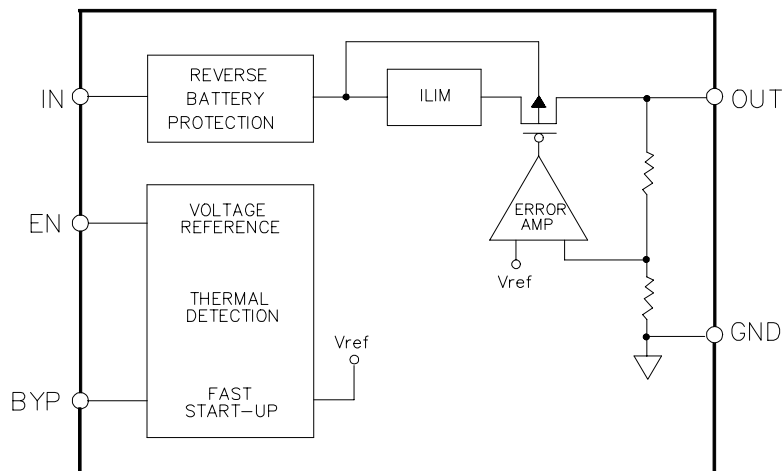 REVERSE
BATTERY
PROTECTION
ILIM
IN
OUT
VOLTAGE
REFERENCE
EN
ERROR
AMP
Vref
THERMAL
DETECTION
GND
Vref
FAST
START-UP
BYP